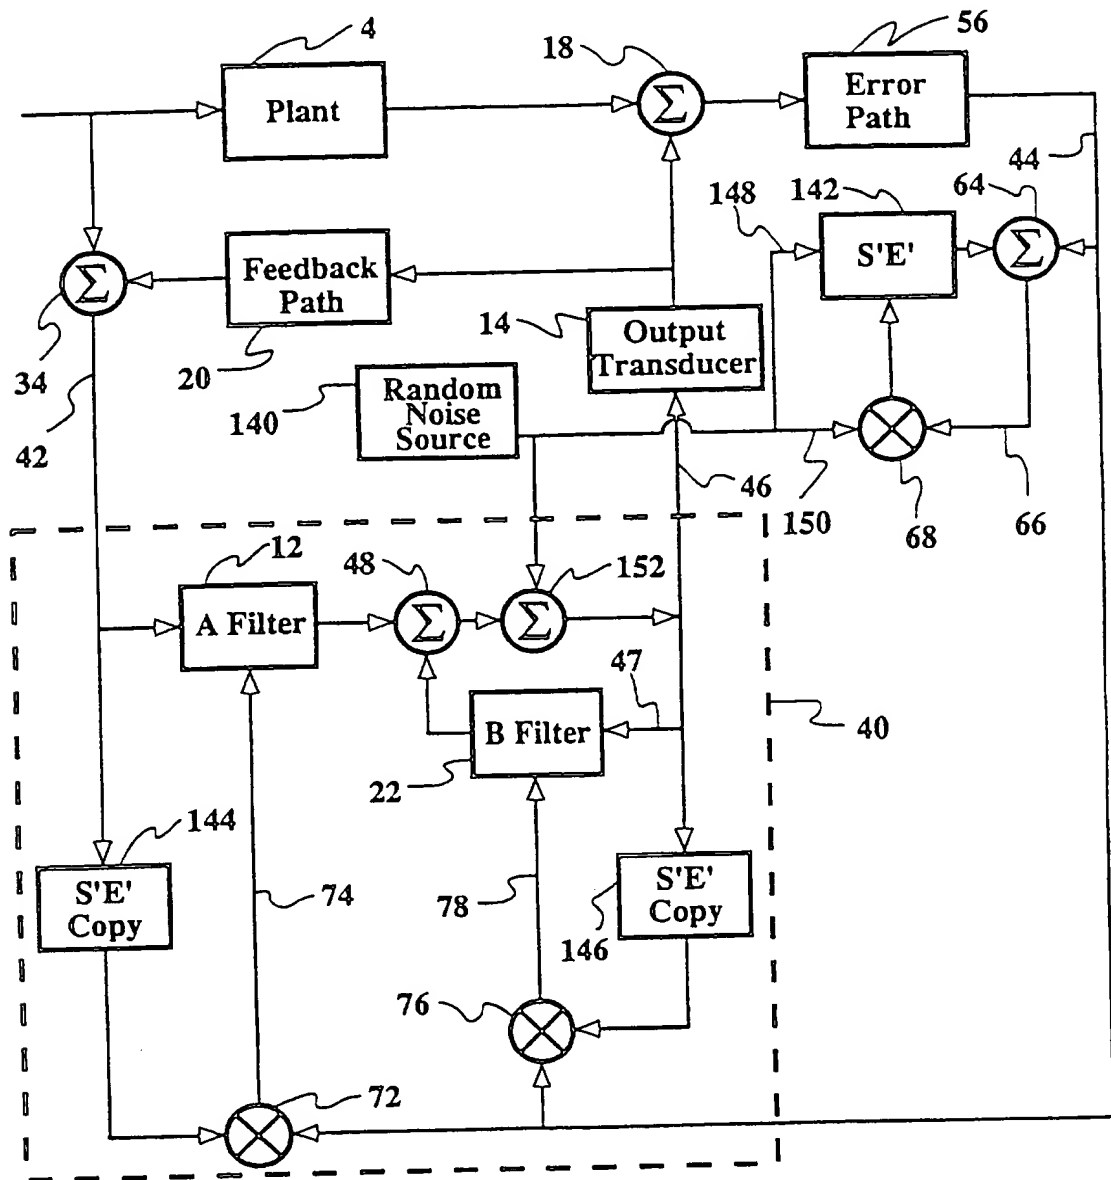 4
Plant
18
Σ
56
Error
Path
44
148
142
64
S'E'
Σ
Σ
34
42
Feedback
Path
20
14
Output
Transducer
140
Random
Noise
Source
46
150
68
66
12
A Filter
48
Σ
152
Σ
47
B Filter
22
40
144
S'E'
Copy
74
78
S'E'
Copy
146
76
72